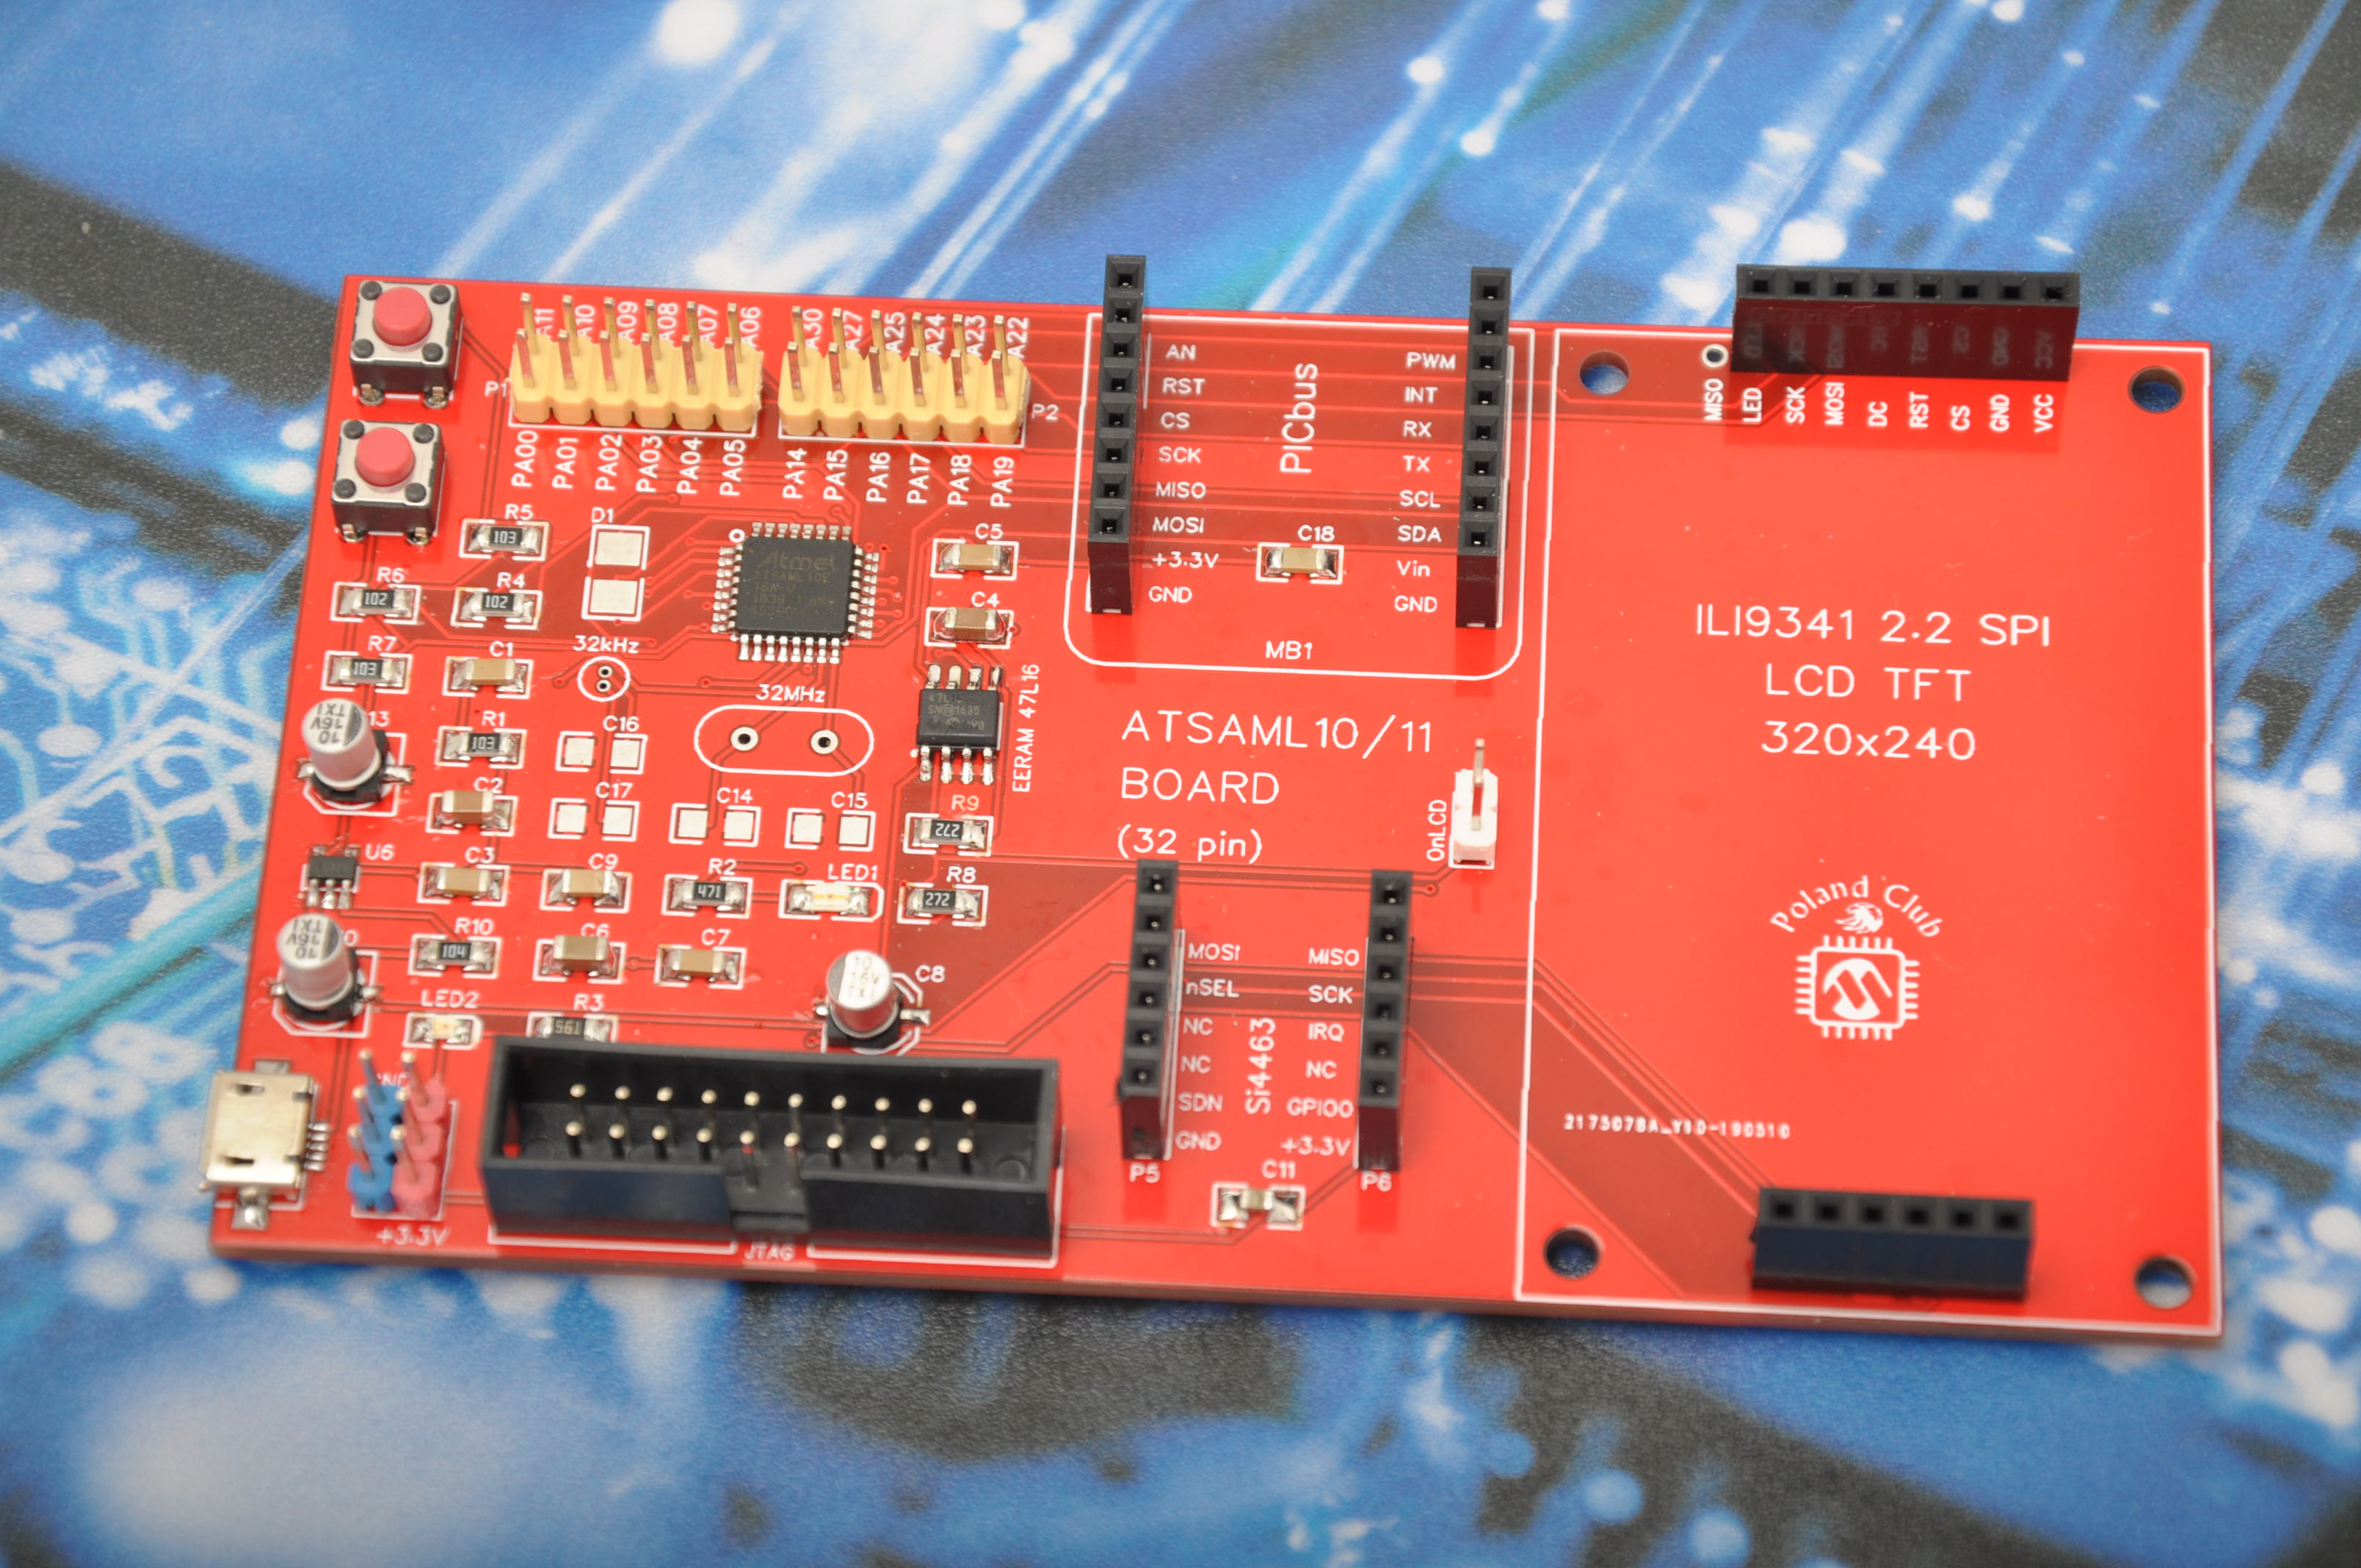 A11 A10 A09 A08 A07 A06
A30 A27 A25 A24 A23 A22
P1
P2
PA00 PA01 PA02 PA03 PA04 PA05
PA14 PA15 PA16 PA17 PA18 PA19
AN
RST
CS
SCK
MISO
MOSI
+3.3V
GND
PICbus
PWM
INT
RX
TX
SCL
SDA
Vin
GND
C18
MB1
MISO LED SCK MOSI DC RST CS GND VCC
R5
103
D1
Atmel
ATSAML10E
C5
R6
102
R4
102
C4
R7
103
C1
32kHz
32MHz
EERAM 47L16
13
10
16V
TX1
R1
103
C16
C2
C17
C14
C15
R9
272
U6
C3
C9
R2
471
LED1
R8
272
10
16V
TX1
R10
104
C6
C7
C8
LED2
R3
561
+3.3V
JTAG
ATSAML10/11
BOARD
(32 pin)
OnLCD
MOSI
nSEL
NC
NC
SDN
GND
P5
Si4463
MISO
SCK
IRQ
NC
GPIO0
+3.3V
P6
C11
ILI9341 2.2 SPI
LCD TFT
320x240
Poland Club